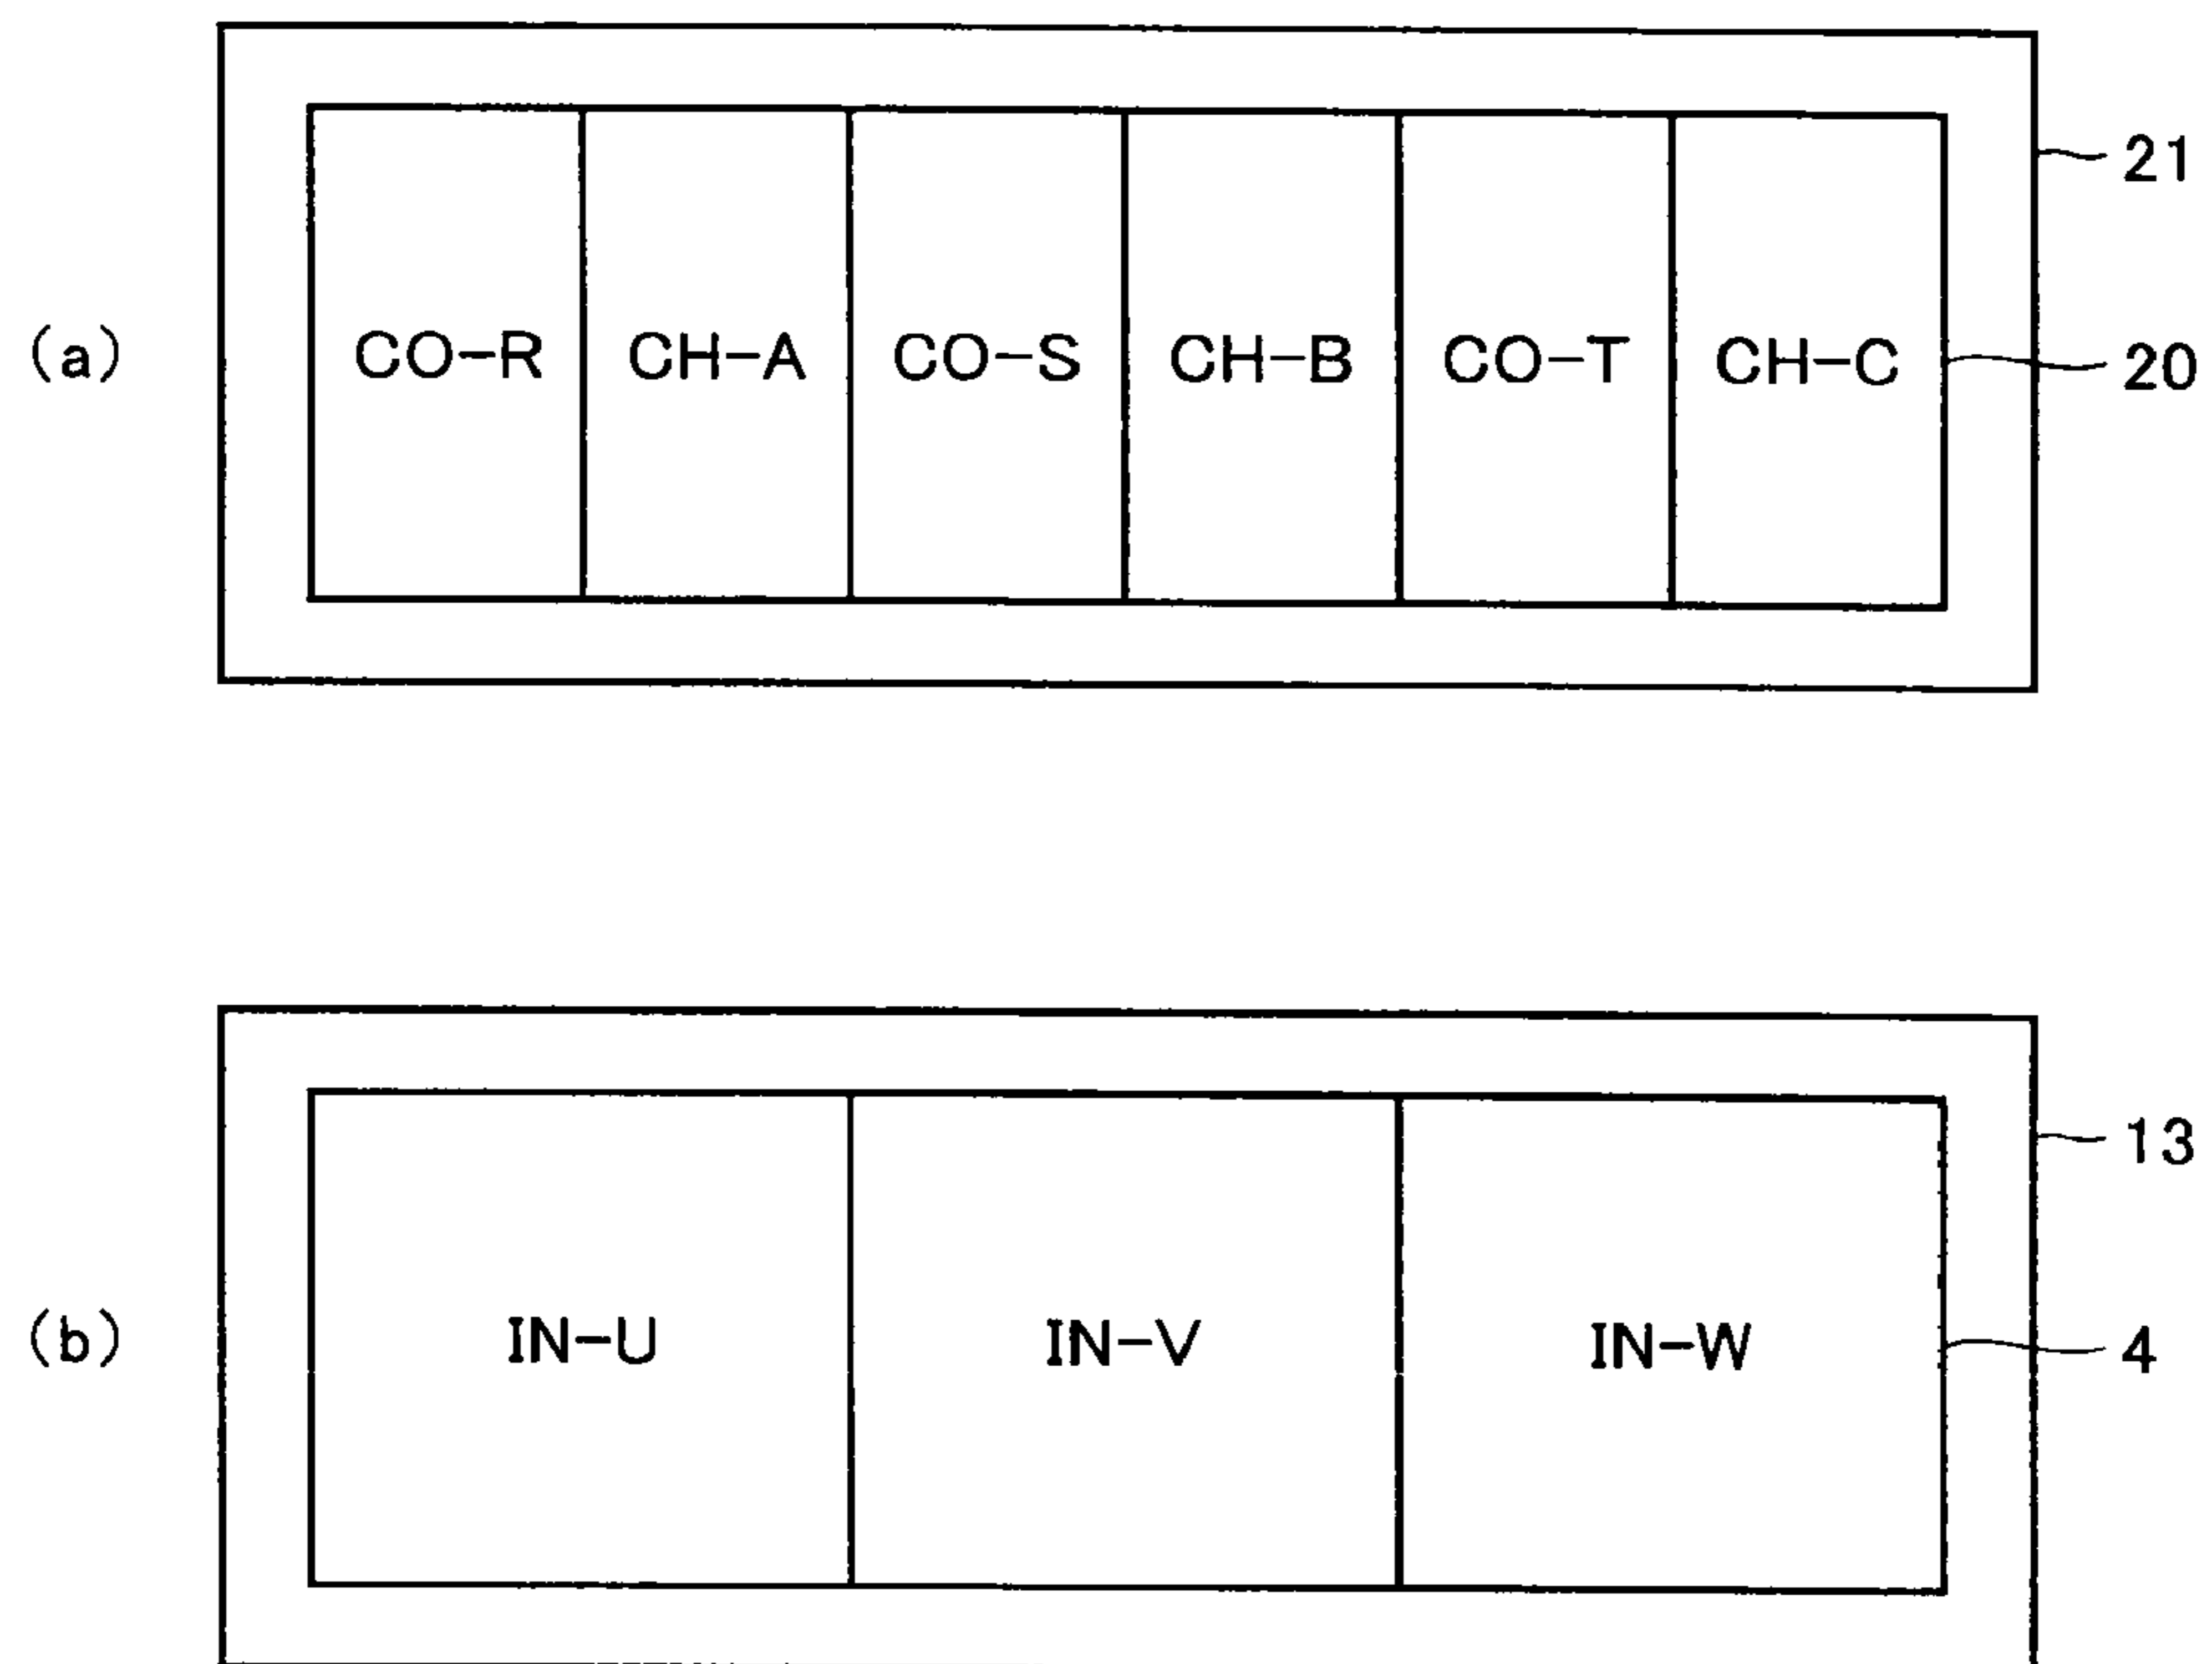 21
(a) CO-R CH-A CO-S CH-B CO-T CH-C 20
13
(b) IN-U IN-V IN-W 4